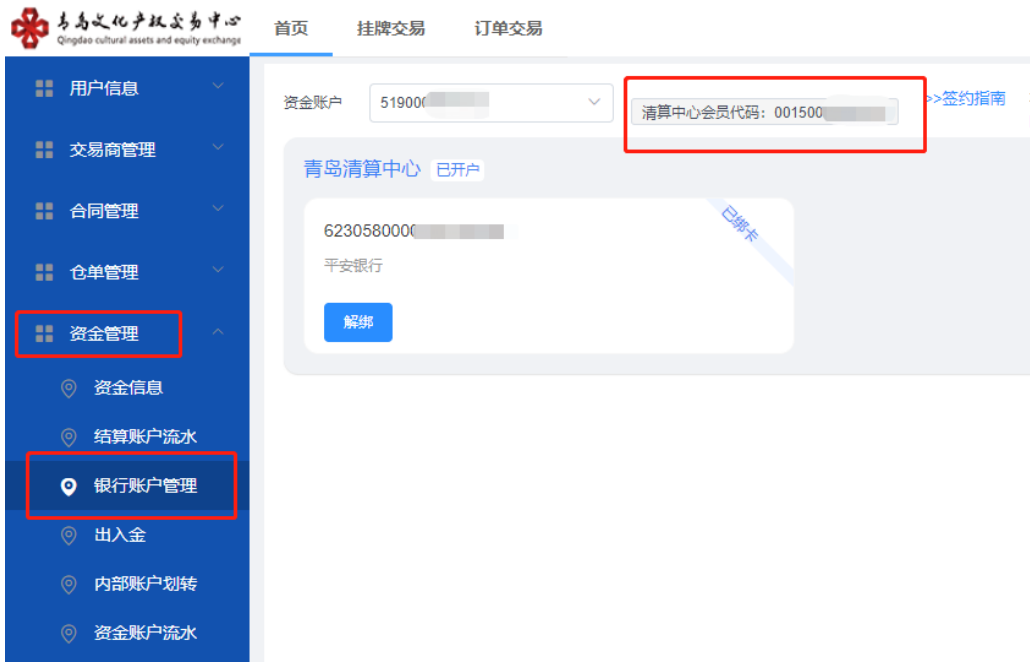 青岛文化产权交易中心
Qingdao cultural assets and equity exchange
首页 挂牌交易 订单交易
用户信息
交易商管理
合同管理
仓单管理
资金管理
资金信息
结算账户流水
银行账户管理
出入金
内部账户划转
资金账户流水
资金账户 519000
清算中心会员代码：001500
>>签约指南
青岛清算中心 已开户
6230580000
已绑卡
平安银行
解绑